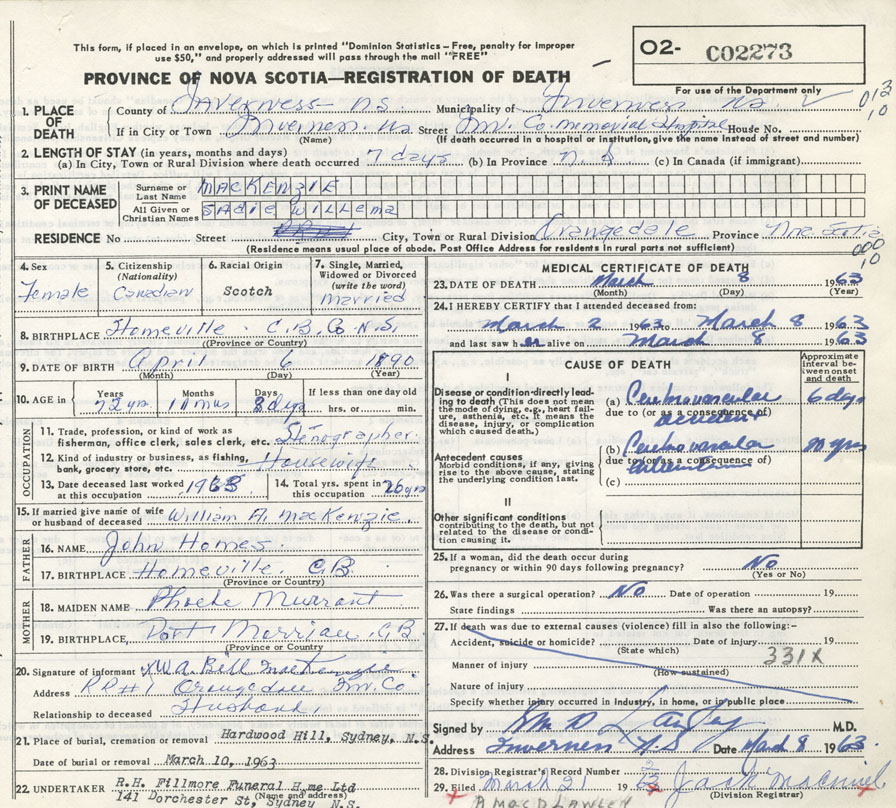 This form, if placed in an envelope, on which is printed "Dominion Statistics – Free, penalty for improper
use $50," and properly addressed will pass through the mail "FREE"
O2- C02273
PROVINCE OF NOVA SCOTIA—REGISTRATION OF DEATH
For use of the Department only
013
10
1. PLACE OF DEATH
County of Inverness N.S. Municipality of Inverness N.S.
If in City or Town Inverness. N.S. Street Inv. Co. memorial Hospital House No.
(Name) (If death occurred in a hospital or institution, give the name instead of street and number)
2. LENGTH OF STAY (in years, months and days)
(a) In City, Town or Rural Division where death occurred 7 days (b) In Province N.S (c) In Canada (if immigrant)
3. PRINT NAME OF DECEASED
Surname or Last Name MACKENZIE
All Given or Christian Names SADIE WILLEMA
RESIDENCE No Street City, Town or Rural Division Orangedale Province Nova Scotia
(Residence means usual place of abode. Post Office Address for residents in rural parts not sufficient)
000
10
4. Sex Female
5. Citizenship (Nationality) Canadian
6. Racial Origin Scotch
7. Single, Married, Widowed or Divorced (write the word) married
8. BIRTHPLACE Homeville C.B. Co. N.S.
(Province or Country)
9. DATE OF BIRTH April 6 1890
(Month) (Day) (Year)
10. AGE in Years 72 yrs Months 11 mos Days 3 dys If less than one day old hrs. or min.
OCCUPATION
11. Trade, profession or kind of work as
fisherman, office clerk, sales clerk, etc. Stenographer.
12. Kind of industry or business, as fishing,
bank, grocery store, etc. Housewife
13. Date deceased last worked at this occupation 1963
14. Total yrs. spent in this occupation 26 yrs
15. If married give name of wife
or husband of deceased William A. MacKenzie.
FATHER
16. NAME John Homes.
17. BIRTHPLACE Homeville. C.B.
(Province or Country)
MOTHER
18. MAIDEN NAME Phoebe Murrant
19. BIRTHPLACE Port Morrian, C.B.
(Province or Country)
20. Signature of informant W A Bell MacKenzie
Address RR#1 Orangedale Inv. Co.
Relationship to deceased Husband
21. Place of burial, cremation or removal Hardwood Hill, Sydney, N.S.
Date of burial or removal March 10, 1963
22. UNDERTAKER R.H. Fillmore Funeral Home Ltd
(Name and address)
141 Dorchester St, Sydney N.S.
MEDICAL CERTIFICATE OF DEATH
23. DATE OF DEATH March 8 1963
(Month) (Day) (Year)
24. I HEREBY CERTIFY that I attended deceased from:
March 2 1963 to March 8 1963
and last saw her alive on March 8 1963
CAUSE OF DEATH
Approximate interval between onset and death
I
Disease or condition directly leading to death (This does not mean
the mode of dying, e.g., heart failure, asthenia, etc. It means the
disease, injury, or complication
which caused death.)
(a) Cerebrovascular accident 6 days
due to (or as a consequence of)
Antecedent causes
Morbid conditions, if any, giving
rise to the above cause, stating
the underlying condition last.
(b) Cerebrovascular yrs
due to (or as a consequence of)
(c)
II
Other significant conditions
contributing to the death, but not
related to the disease or condition causing it.
25. If a woman, did the death occur during
pregnancy or within 90 days following pregnancy? No
(Yes or No)
26. Was there a surgical operation? No Date of operation 19
State findings Was there an autopsy?
27. If death was due to external causes (violence) fill in also the following:-
Accident, suicide or homicide? Date of injury 19
(State which)
331X
Manner of injury
(How sustained)
Nature of injury
Specify whether injury occurred in industry, in home, or in public place
Signed by M.D.
Address Inverness N.S Date March 8 1963.
28. Division Registrar's Record Number
29. Filed March 21 1963 Jack MacNeil
(Division Registrar)